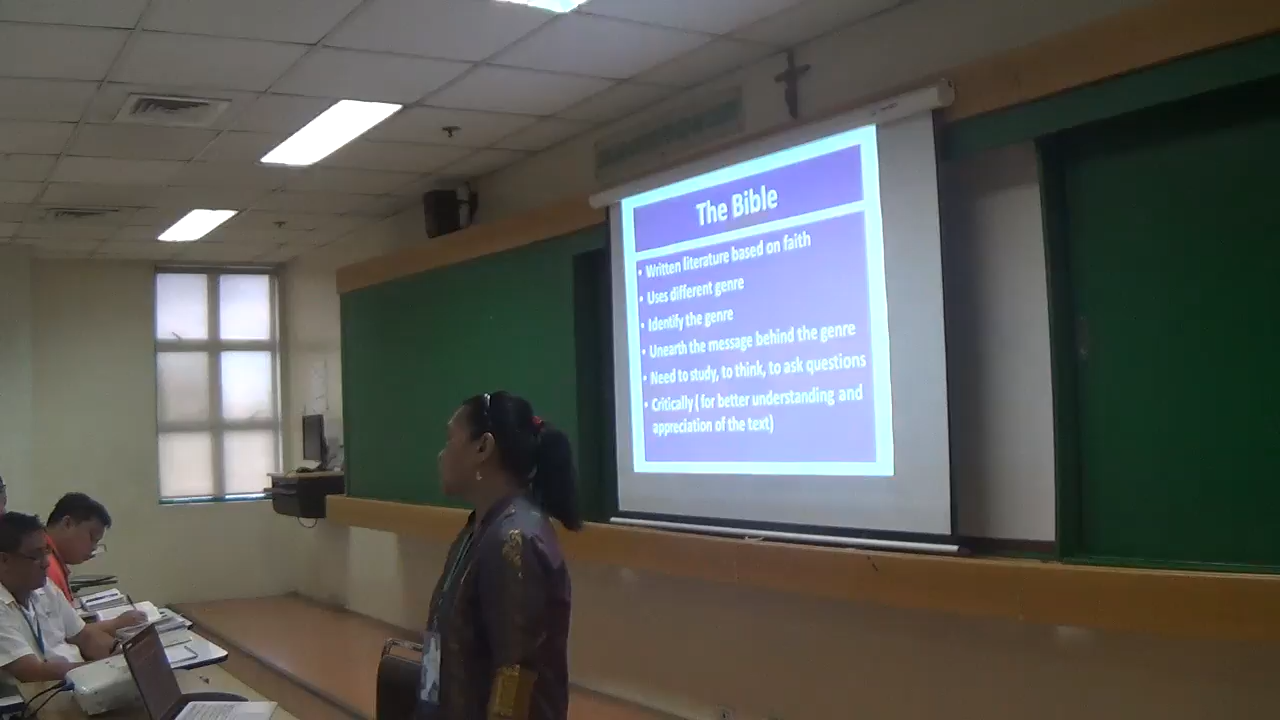 The Bible
• Written literature based on faith
• Uses different genre
• Identify the genre
• Unearth the message behind the genre
• Need to study, to think, to ask questions
• Critically ( for better understanding and
appreciation of the text)